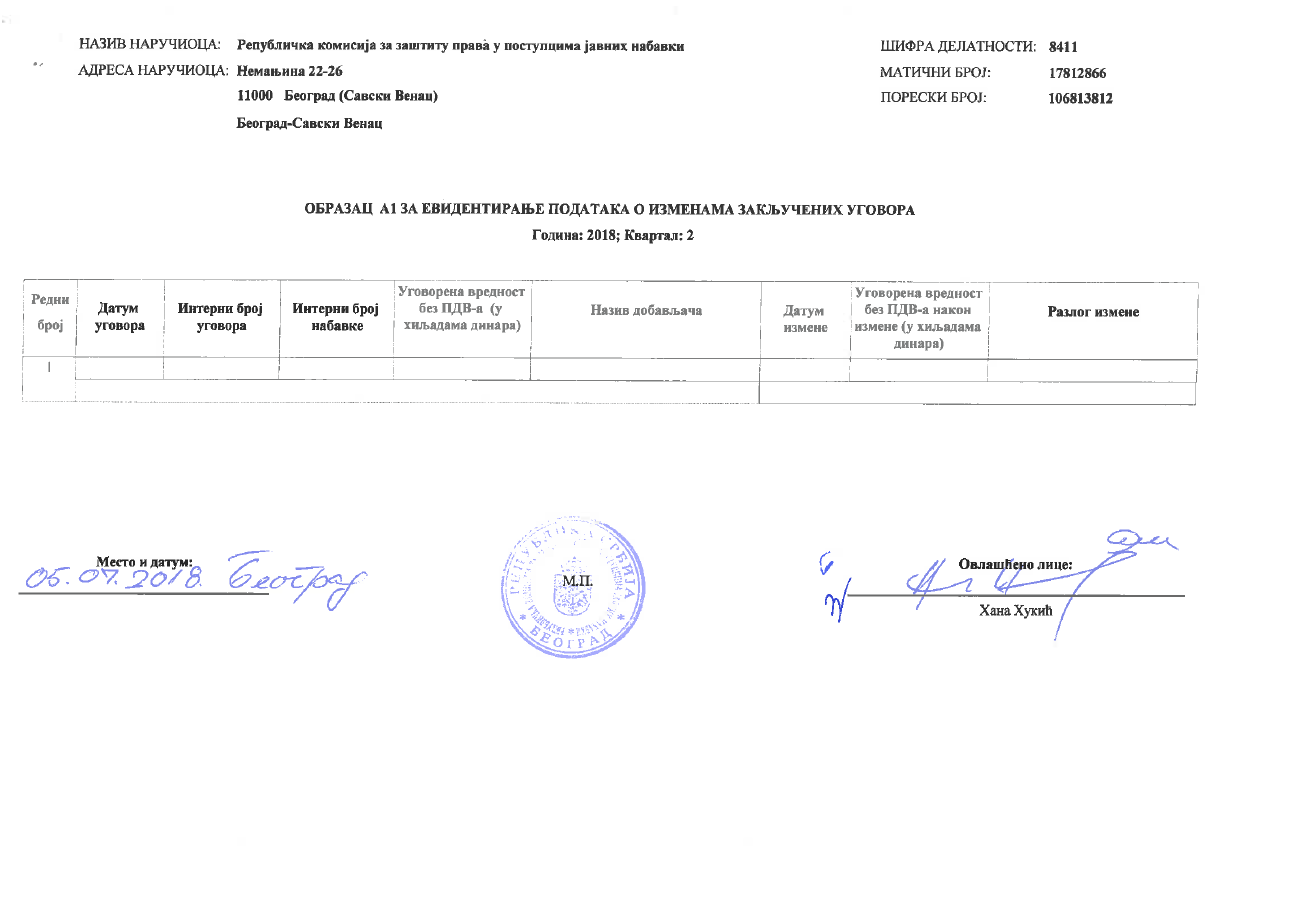 НАЗИВ НАРУЧИОЦА: Републичка комисија за заштиту права у поступцима јавних набавки
АДРЕСА НАРУЧИОЦА: Немањина 22-26
11000 Београд (Савски Венац)
Београд-Савски Венац
ШИФРА ДЕЛАТНОСТИ: 8411
МАТИЧНИ БРОЈ: 17812866
ПОРЕСКИ БРОЈ: 106813812
ОБРАЗАЦ А1 ЗА ЕВИДЕНТИРАЊЕ ПОДАТАКА О ИЗМЕНАМА ЗАКЉУЧЕНИХ УГОВОРА
Година: 2018; Квартал: 2
Редни
број
Датум
уговора
Интерни број
уговора
Интерни број
набавке
Уговорена вредност
без ПДВ-а (у
хиљадама динара)
Назив добављача
Датум
измене
Уговорена вредност
без ПДВ-а након
измене (у хиљадама
динара)
Разлог измене
1
Место и датум:
05.07.2018. Београд
РЕПУБЛИКА СРБИЈА
М.П.
БЕОГРАД
Овлашћено лице:
Хана Хукић